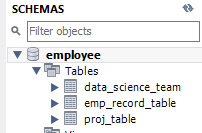 SCHEMAS
Filter objects
employee
Tables
data_science_team
emp_record_table
proj_table